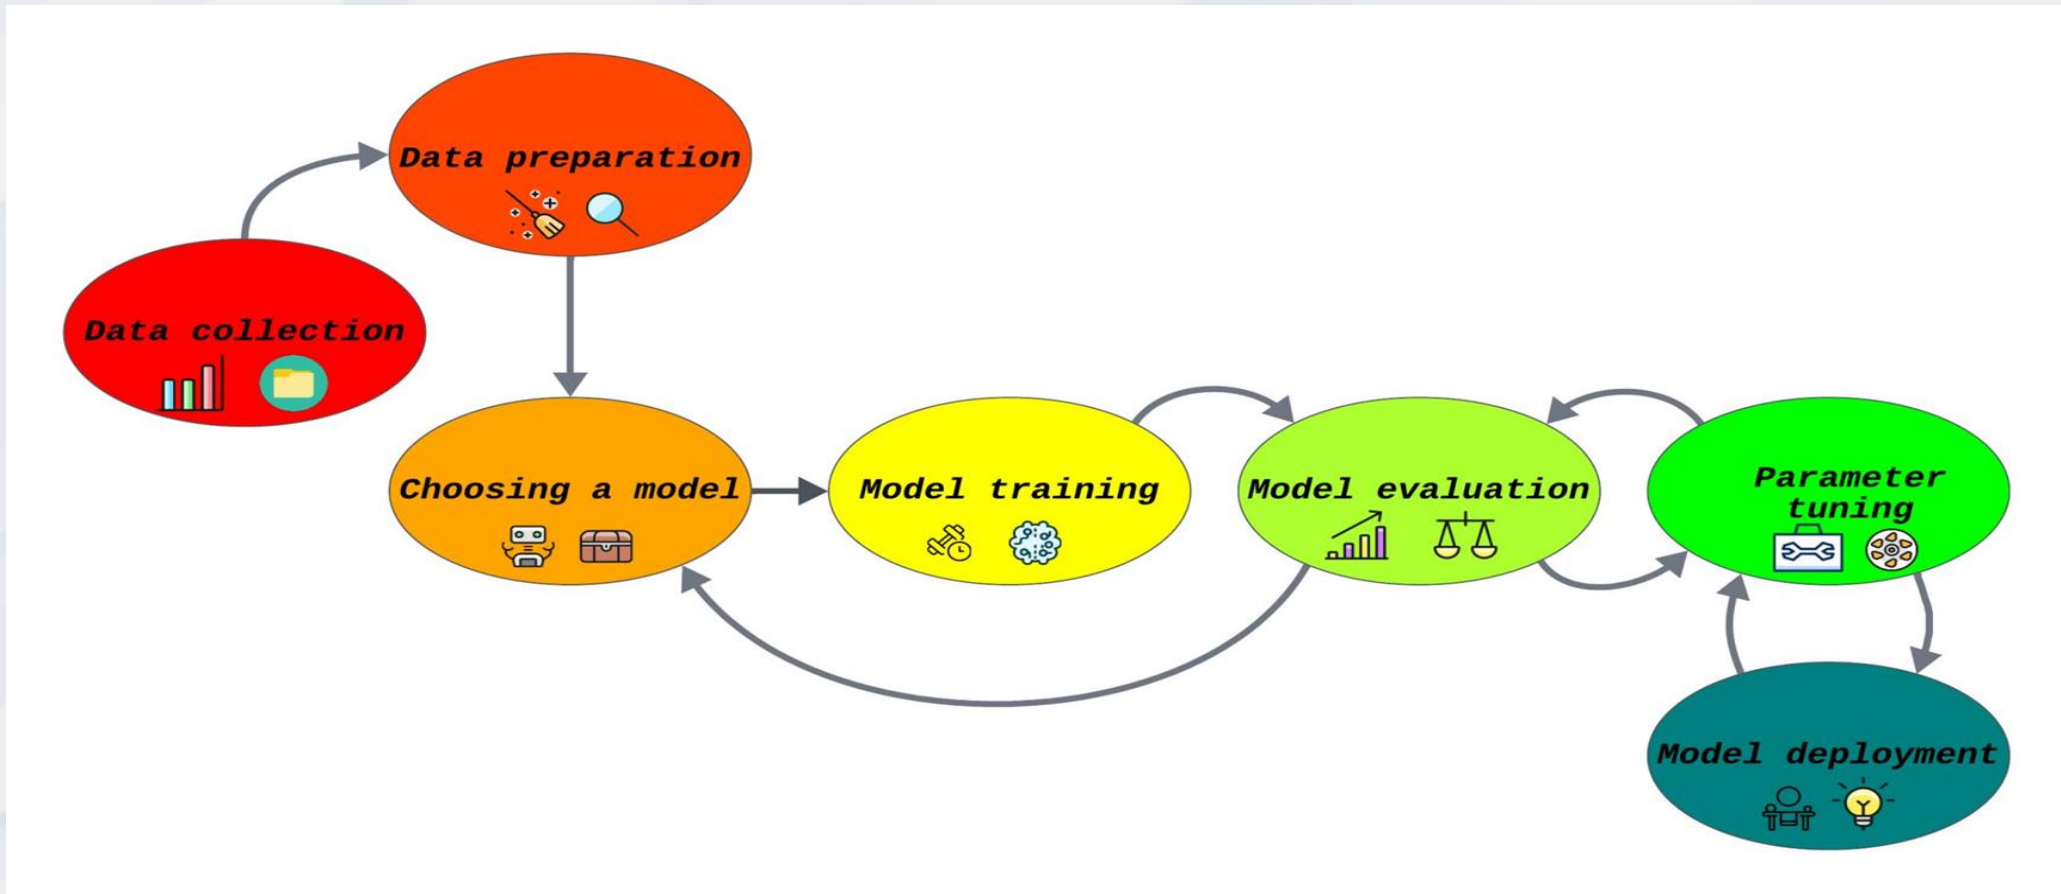 Data preparation
Data collection
Choosing a model
Model training
Model evaluation
Parameter
tuning
Model deployment